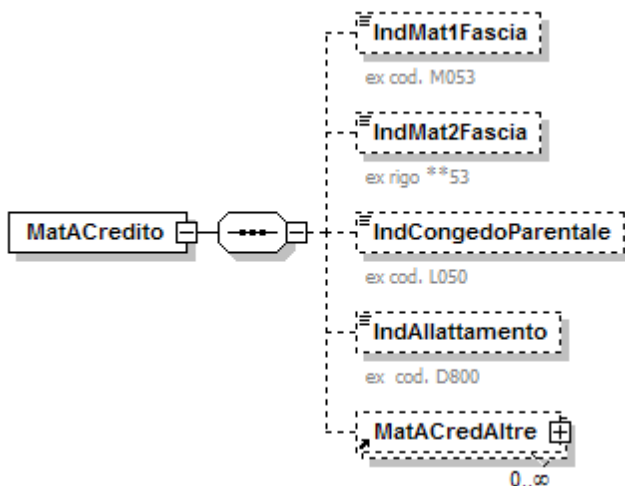 IndMat1Fascia
ex cod. M053
IndMat2Fascia
ex rigo **53
MatACredito
IndCongedoParentale
ex cod. L050
IndAllattamento
ex cod. D800
MatACredAltre
0..∞